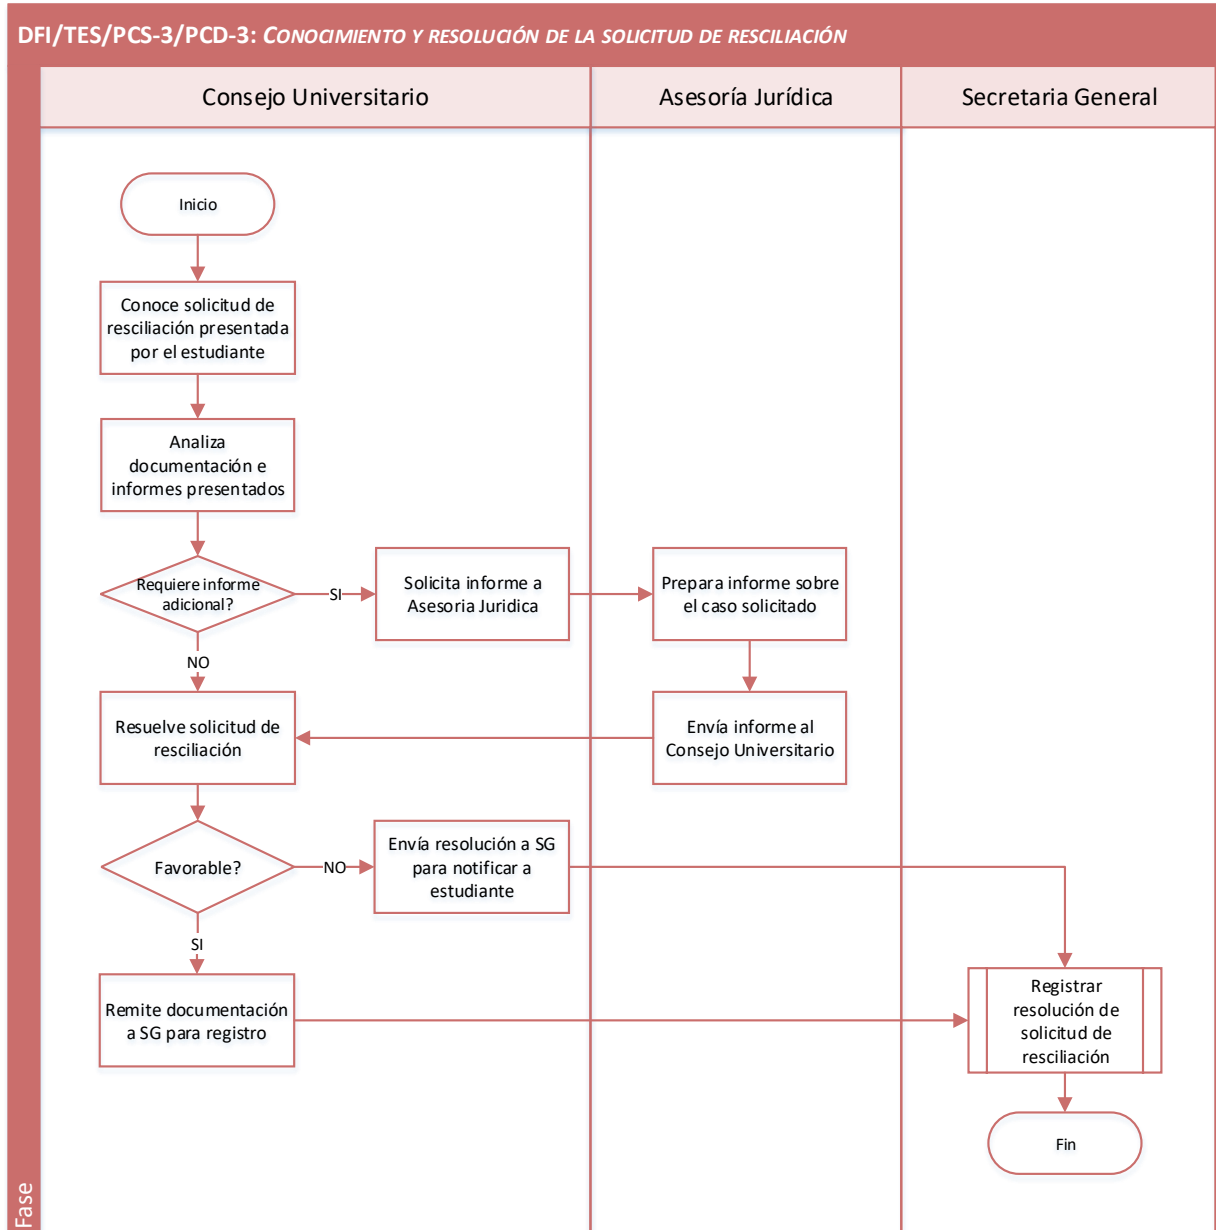 DFI/TES/PCS-3/PCD-3: CONOCIMIENTO Y RESOLUCIÓN DE LA SOLICITUD DE RESCILIACIÓN
Consejo Universitario
Asesoría Jurídica
Secretaria General
Inicio
Conoce solicitud de
resciliación presentada
por el estudiante
Analiza
documentación e
informes presentados
Requiere informe
adicional?
SI
Solicita informe a
Asesoria Juridica
Prepara informe sobre
el caso solicitado
NO
Resuelve solicitud de
resciliación
Envía informe al
Consejo Universitario
Favorable?
NO
Envía resolución a SG
para notificar a
estudiante
SI
Remite documentación
a SG para registro
Registrar
resolución de
solicitud de
resciliación
Fin
Fase